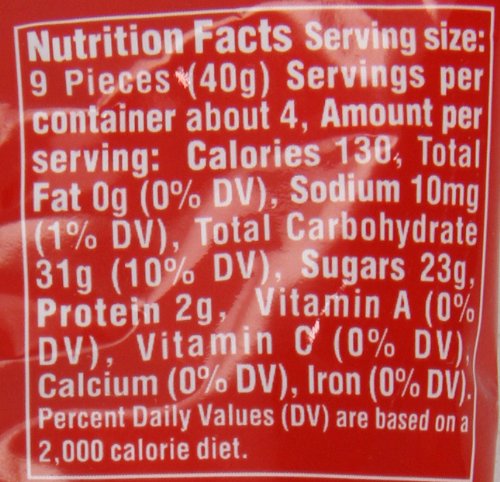 Nutrition Facts Serving size:
9 Pieces (40g) Servings per
container about 4, Amount per
serving: Calories 130, Total
Fat 0g (0% DV), Sodium 10mg
(1% DV), Total Carbohydrate
31g (10% DV), Sugars 23g,
Protein 2g, Vitamin A (0%
DV), Vitamin C (0% DV),
Calcium (0% DV), Iron (0% DV).
Percent Daily Values (DV) are based on a
2,000 calorie diet.